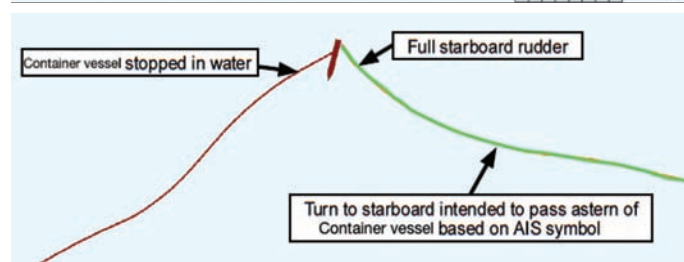 Container vessel stopped in water
Full starboard rudder
Turn to starboard intended to pass astern of
Container vessel based on AIS symbol